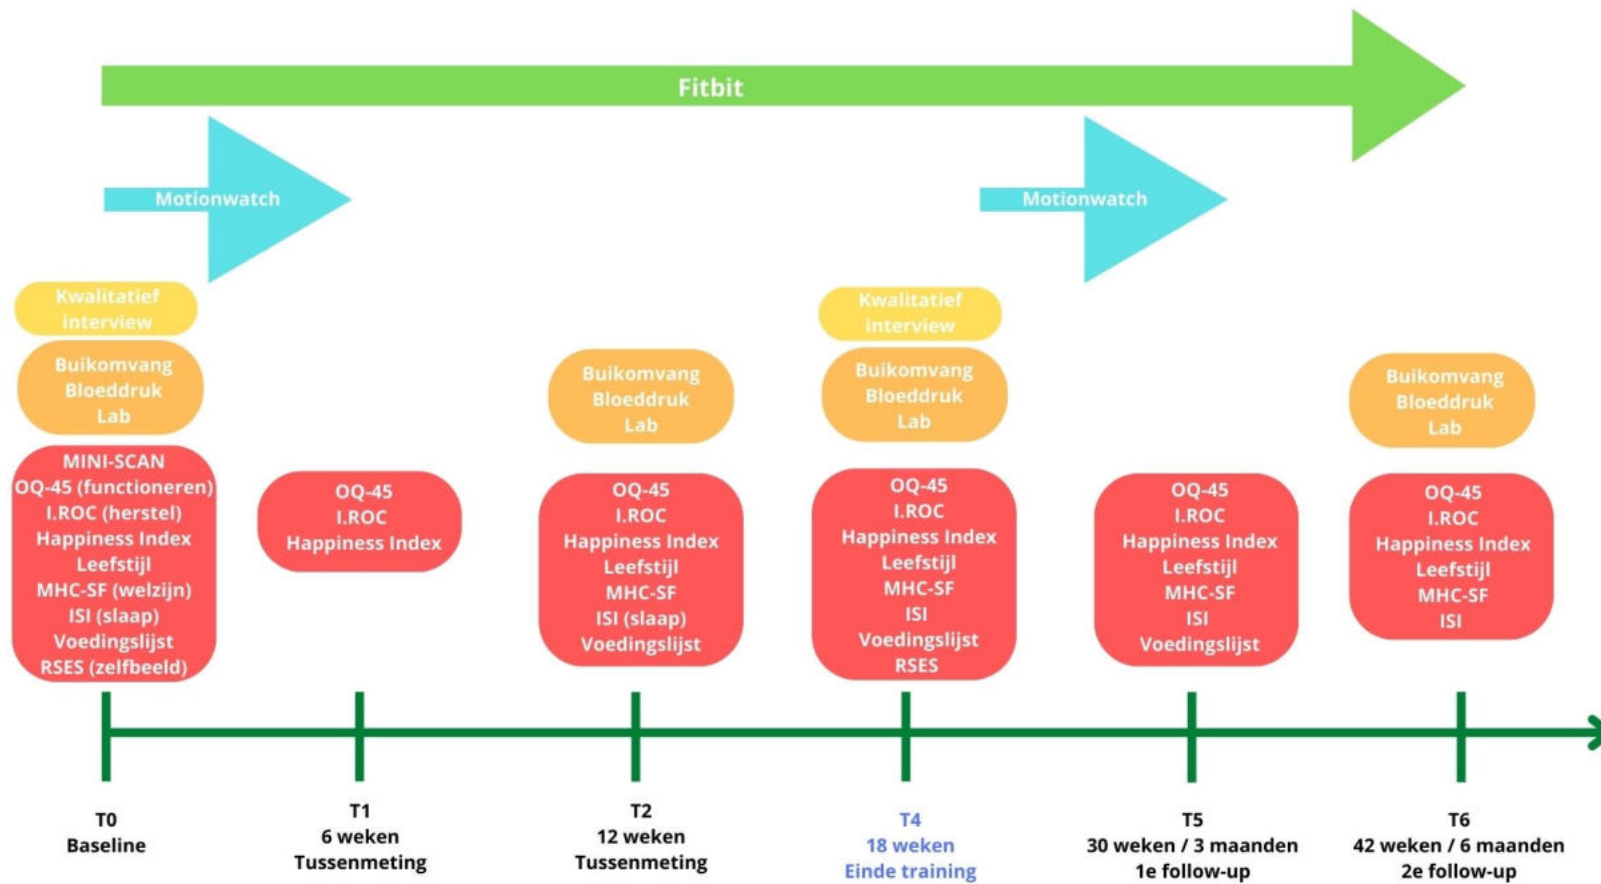 Fitbit
Motionwatch
Motionwatch
Kwalitatief
interview
Buikomvang
Bloeddruk
Lab
MINI-SCAN
OQ-45 (functioneren)
I.ROC (herstel)
Happiness Index
Leefstijl
MHC-SF (welzijn)
ISI (slaap)
Voedingslijst
RSES (zelfbeeld)
T0
Baseline
OQ-45
I.ROC
Happiness Index
T1
6 weken
Tussenmeting
Buikomvang
Bloeddruk
Lab
OQ-45
I.ROC
Happiness Index
Leefstijl
MHC-SF
ISI (slaap)
Voedingslijst
T2
12 weken
Tussenmeting
Kwalitatief
interview
Buikomvang
Bloeddruk
Lab
OQ-45
I.ROC
Happiness Index
Leefstijl
MHC-SF
ISI
Voedingslijst
RSES
T4
18 weken
Einde training
OQ-45
I.ROC
Happiness Index
Leefstijl
MHC-SF
ISI
Voedingslijst
T5
30 weken / 3 maanden
1e follow-up
Buikomvang
Bloeddruk
Lab
OQ-45
I.ROC
Happiness Index
Leefstijl
MHC-SF
ISI
T6
42 weken / 6 maanden
2e follow-up